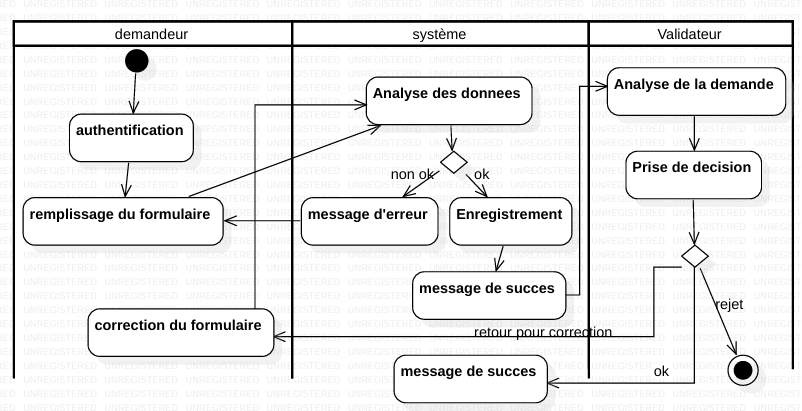 demandeur
système
Validateur
Analyse des donnees
Analyse de la demande
authentification
non ok
ok
Prise de decision
remplissage du formulaire
message d'erreur
Enregistrement
message de succes
rejet
correction du formulaire
retour pour correction
message de succes
ok
UNREGISTERED